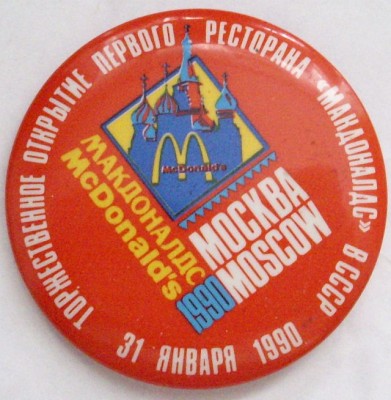 ТОРЖЕСТВЕННОЕ ОТКРЫТИЕ ПЕРВОГО РЕСТОРАНА «МАКДОНАЛДС» В СССР
McDonald's
МАКДОНАЛДС
McDonald's
МОСКВА
1990 MOSCOW
31 ЯНВАРЯ 1990